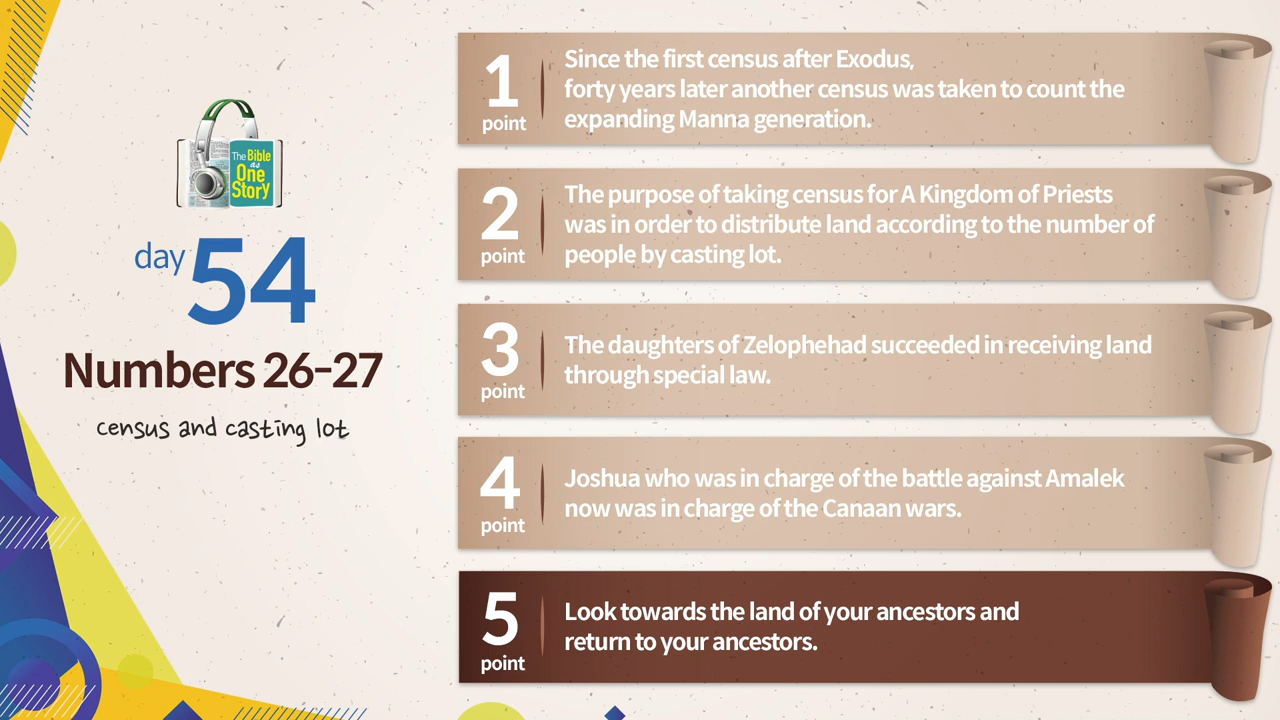 The Bible
as
One
Story
day 54
Numbers 26-27
census and casting lot
1
point
Since the first census after Exodus,
forty years later another census was taken to count the
expanding Manna generation.
2
point
The purpose of taking census for A Kingdom of Priests
was in order to distribute land according to the number of
people by casting lot.
3
point
The daughters of Zelophehad succeeded in receiving land
through special law.
4
point
Joshua who was in charge of the battle against Amalek
now was in charge of the Canaan wars.
5
point
Look towards the land of your ancestors and
return to your ancestors.